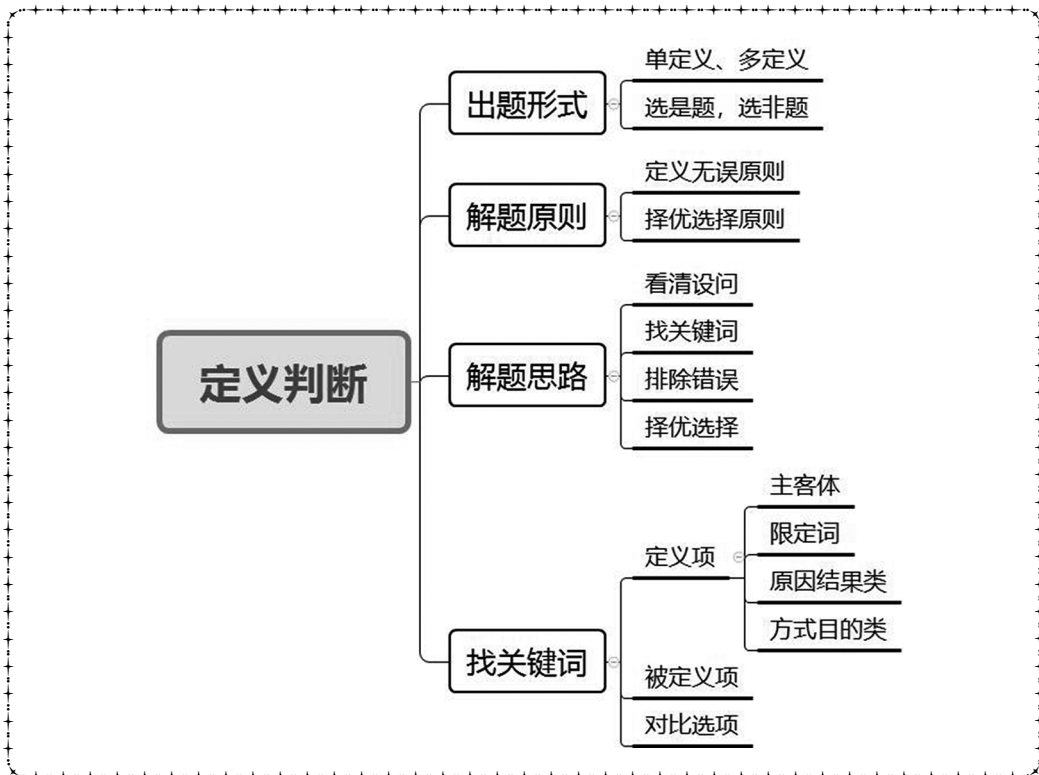 定义判断
出题形式
单定义、多定义
选是题，选非题
解题原则
定义无误原则
择优选择原则
解题思路
看清设问
找关键词
排除错误
择优选择
找关键词
定义项
主客体
限定词
原因结果类
方式目的类
被定义项
对比选项